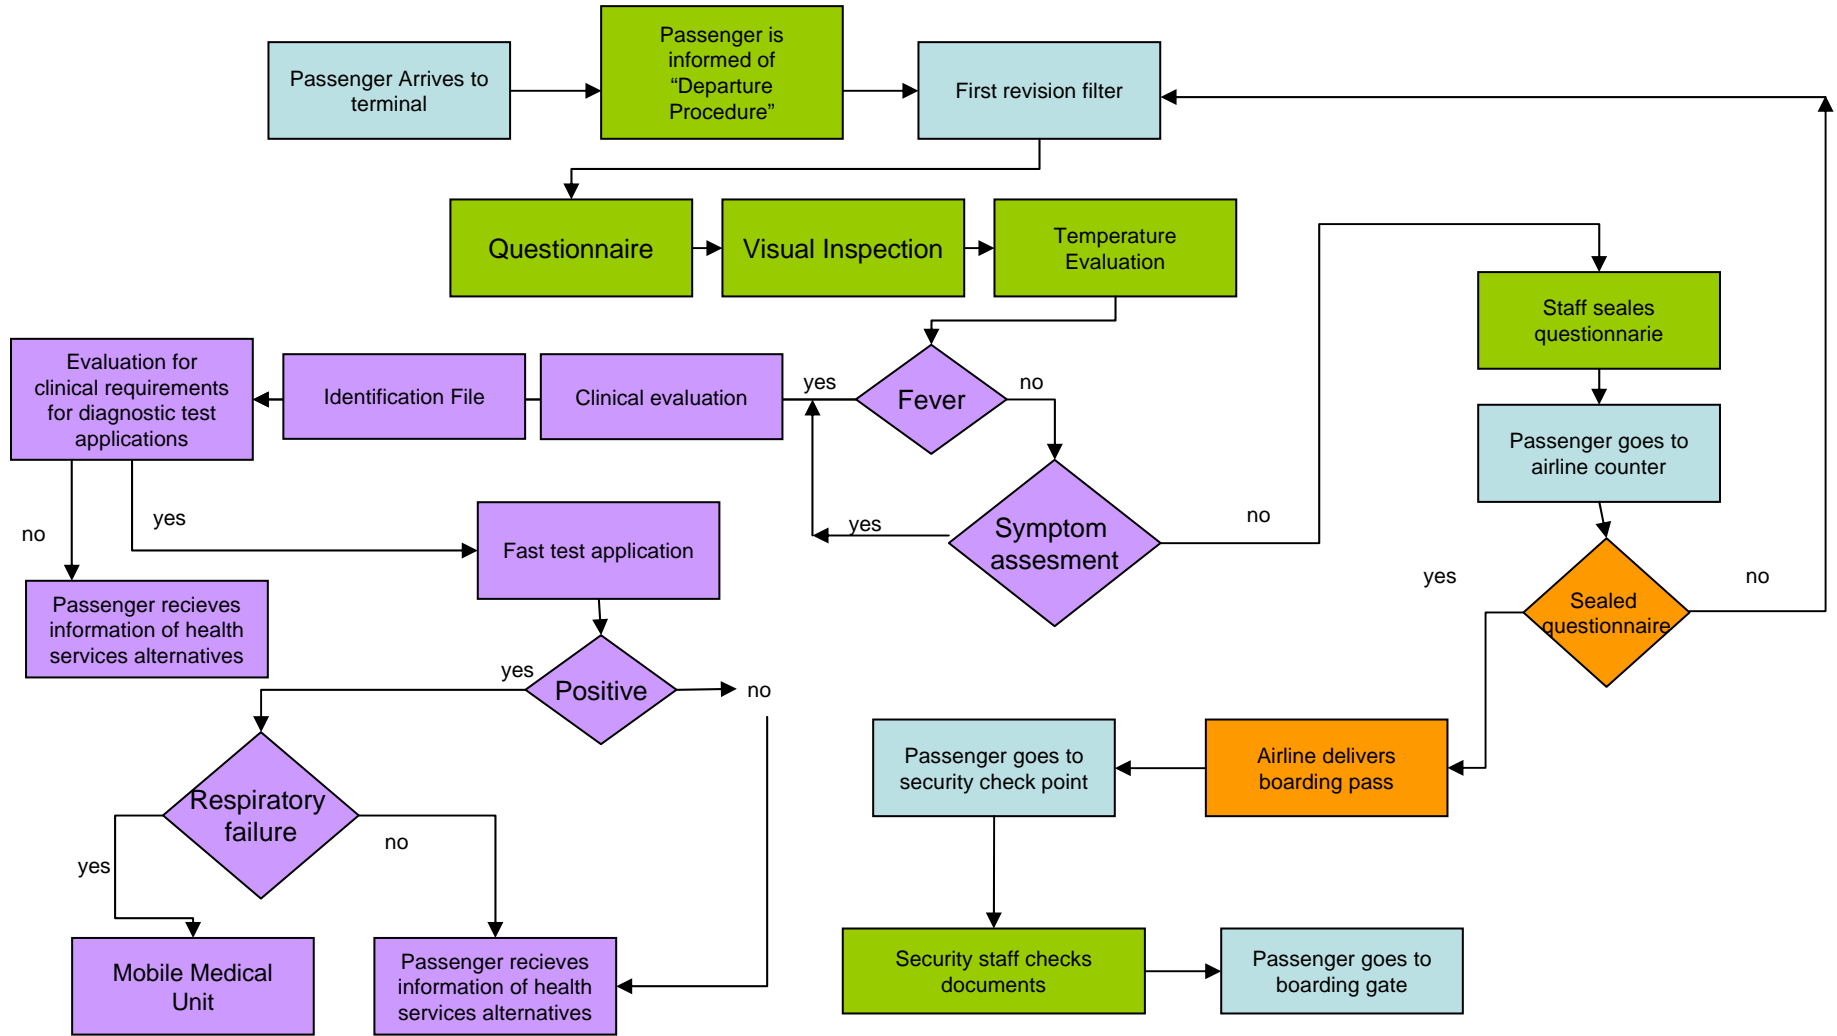 Passenger Arrives to
terminal
Passenger is
informed of
“Departure
Procedure”
First revision filter
Questionnaire
Visual Inspection
Temperature
Evaluation
Staff seales
questionnarie
Evaluation for
clinical requirements
for diagnostic test
applications
Identification File
Clinical evaluation
yes
Fever
no
Passenger goes to
airline counter
no
yes
Fast test application
yes
Symptom
assesment
no
yes
no
Sealed
questionnaire
Passenger recieves
information of health
services alternatives
yes
Positive
no
Passenger goes to
security check point
Airline delivers
boarding pass
Respiratory
failure
yes
no
Mobile Medical
Unit
Passenger recieves
information of health
services alternatives
Security staff checks
documents
Passenger goes to
boarding gate